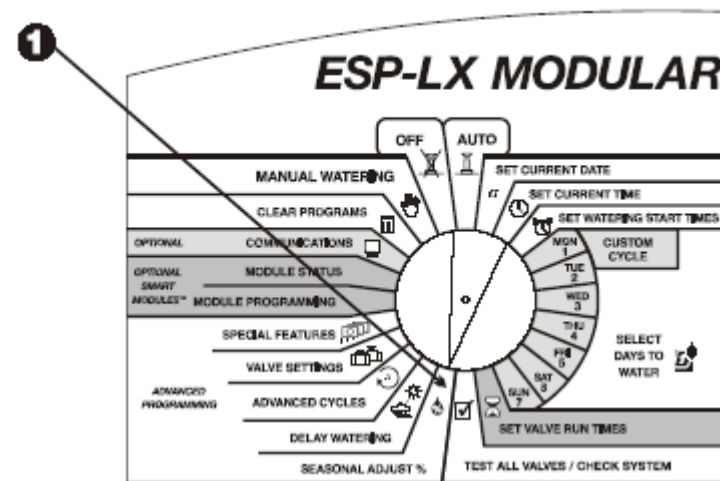 1
ESP-LX MODULAR
OFF
AUTO
MANUAL WATERING
SET CURRENT DATE
SET CURRENT TIME
CLEAR PROGRAMS
SET WATERING START TIMES
OPTIONAL
COMMUNICATIONS
MON
1
CUSTOM
CYCLE
OPTIONAL
SMART
MODULES™
MODULE STATUS
TUE
2
MODULE PROGRAMMING
WED
3
SPECIAL FEATURES
THU
4
SELECT
DAYS TO
WATER
VALVE SETTINGS
FRI
5
ADVANCED
PROGRAMMING
ADVANCED CYCLES
SAT
6
SUN
7
DELAY WATERING
SET VALVE RUN TIMES
SEASONAL ADJUST %
TEST ALL VALVES / CHECK SYSTEM